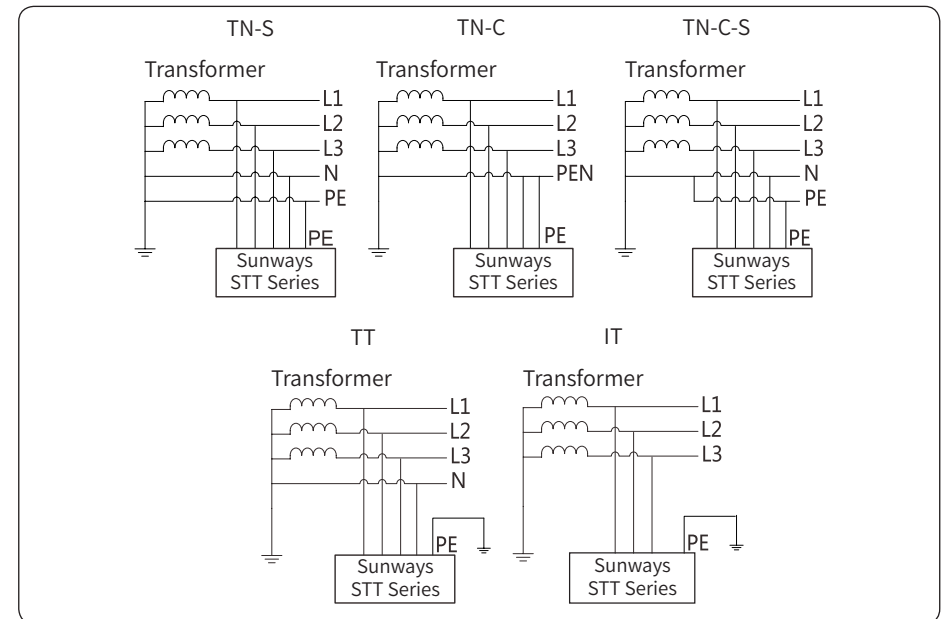 TN-S
TN-C
TN-C-S
Transformer
Transformer
Transformer
L1
L2
L3
N
PE
PE
Sunways
STT Series
L1
L2
L3
PEN
PE
Sunways
STT Series
L1
L2
L3
N
PE
PE
Sunways
STT Series
TT
IT
Transformer
Transformer
L1
L2
L3
N
PE
Sunways
STT Series
L1
L2
L3
PE
Sunways
STT Series